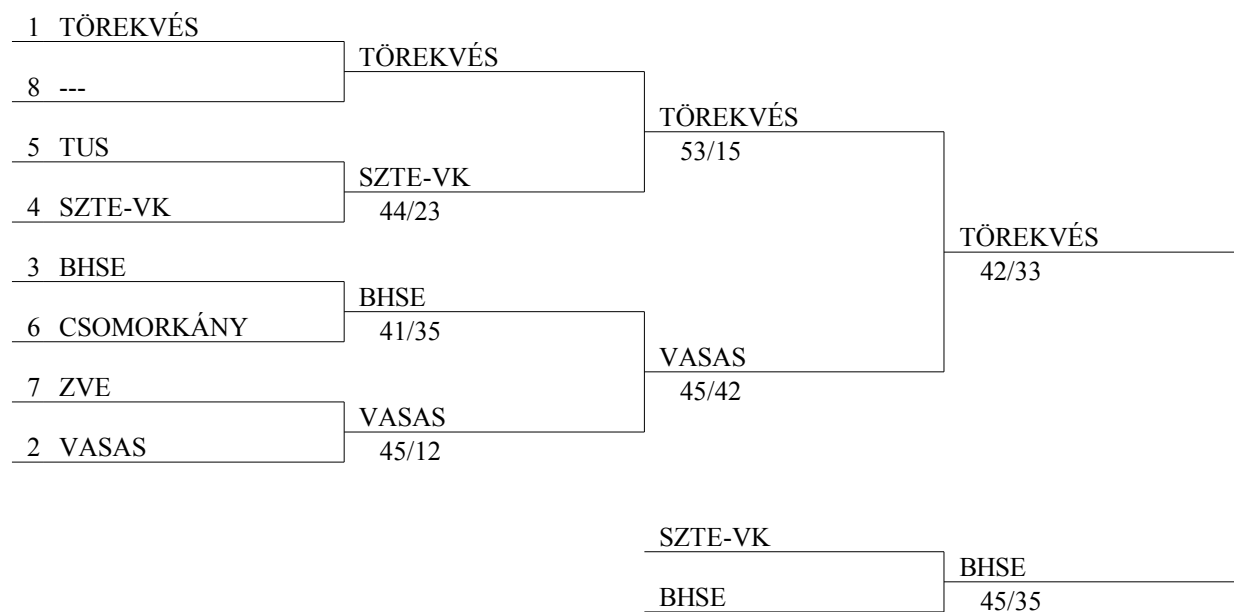 1 TÖREKVÉS
8 ---
5 TUS
4 SZTE-VK
3 BHSE
6 CSOMORKÁNY
7 ZVE
2 VASAS
TÖREKVÉS
SZTE-VK
44/23
BHSE
41/35
VASAS
45/12
TÖREKVÉS
53/15
VASAS
45/42
TÖREKVÉS
42/33
SZTE-VK
BHSE
BHSE
45/35